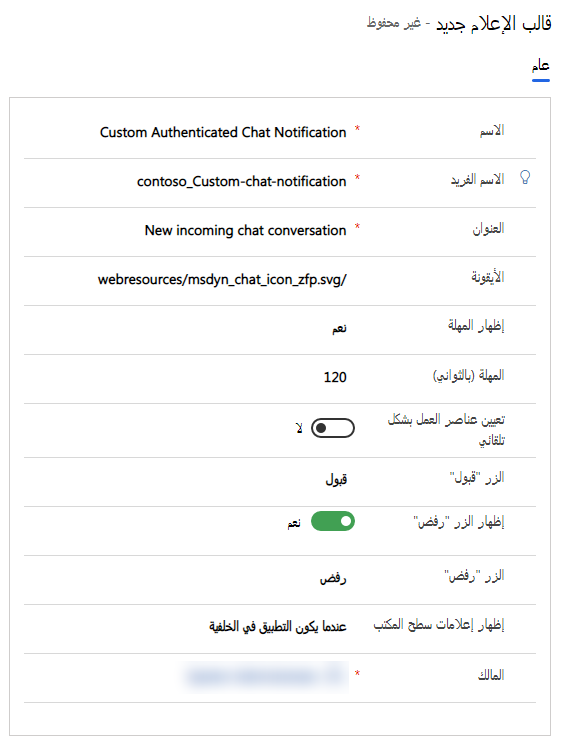 قالب الإعلام جديد - غير محفوظ
عام
الاسم * Custom Authenticated Chat Notification
الاسم الفريد * contoso_Custom-chat-notification
العنوان * New incoming chat conversation
الأيقونة webresources/msdyn_chat_icon_zfp.svg/
إظهار المهلة نعم
المهلة (بالثواني) 120
تعيين عناصر العمل بشكل
تلقائي لا
الزر "قبول" قبول
إظهار الزر "رفض" نعم
الزر "رفض" رفض
إظهار إعلامات سطح المكتب عندما يكون التطبيق في الخلفية
المالك *